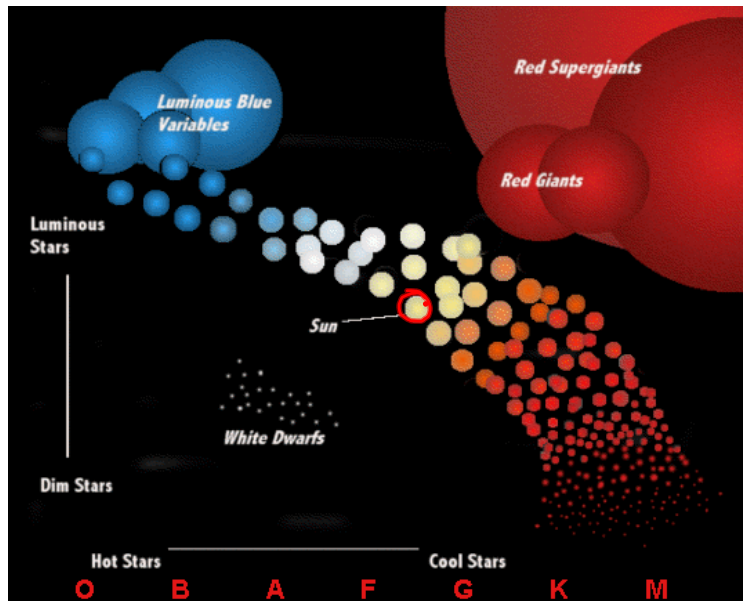 Red Supergiants
Luminous Blue
Variables
Red Giants
Luminous
Stars
Sun
White Dwarfs
Dim Stars
Hot Stars
Cool Stars
O B A F G K M